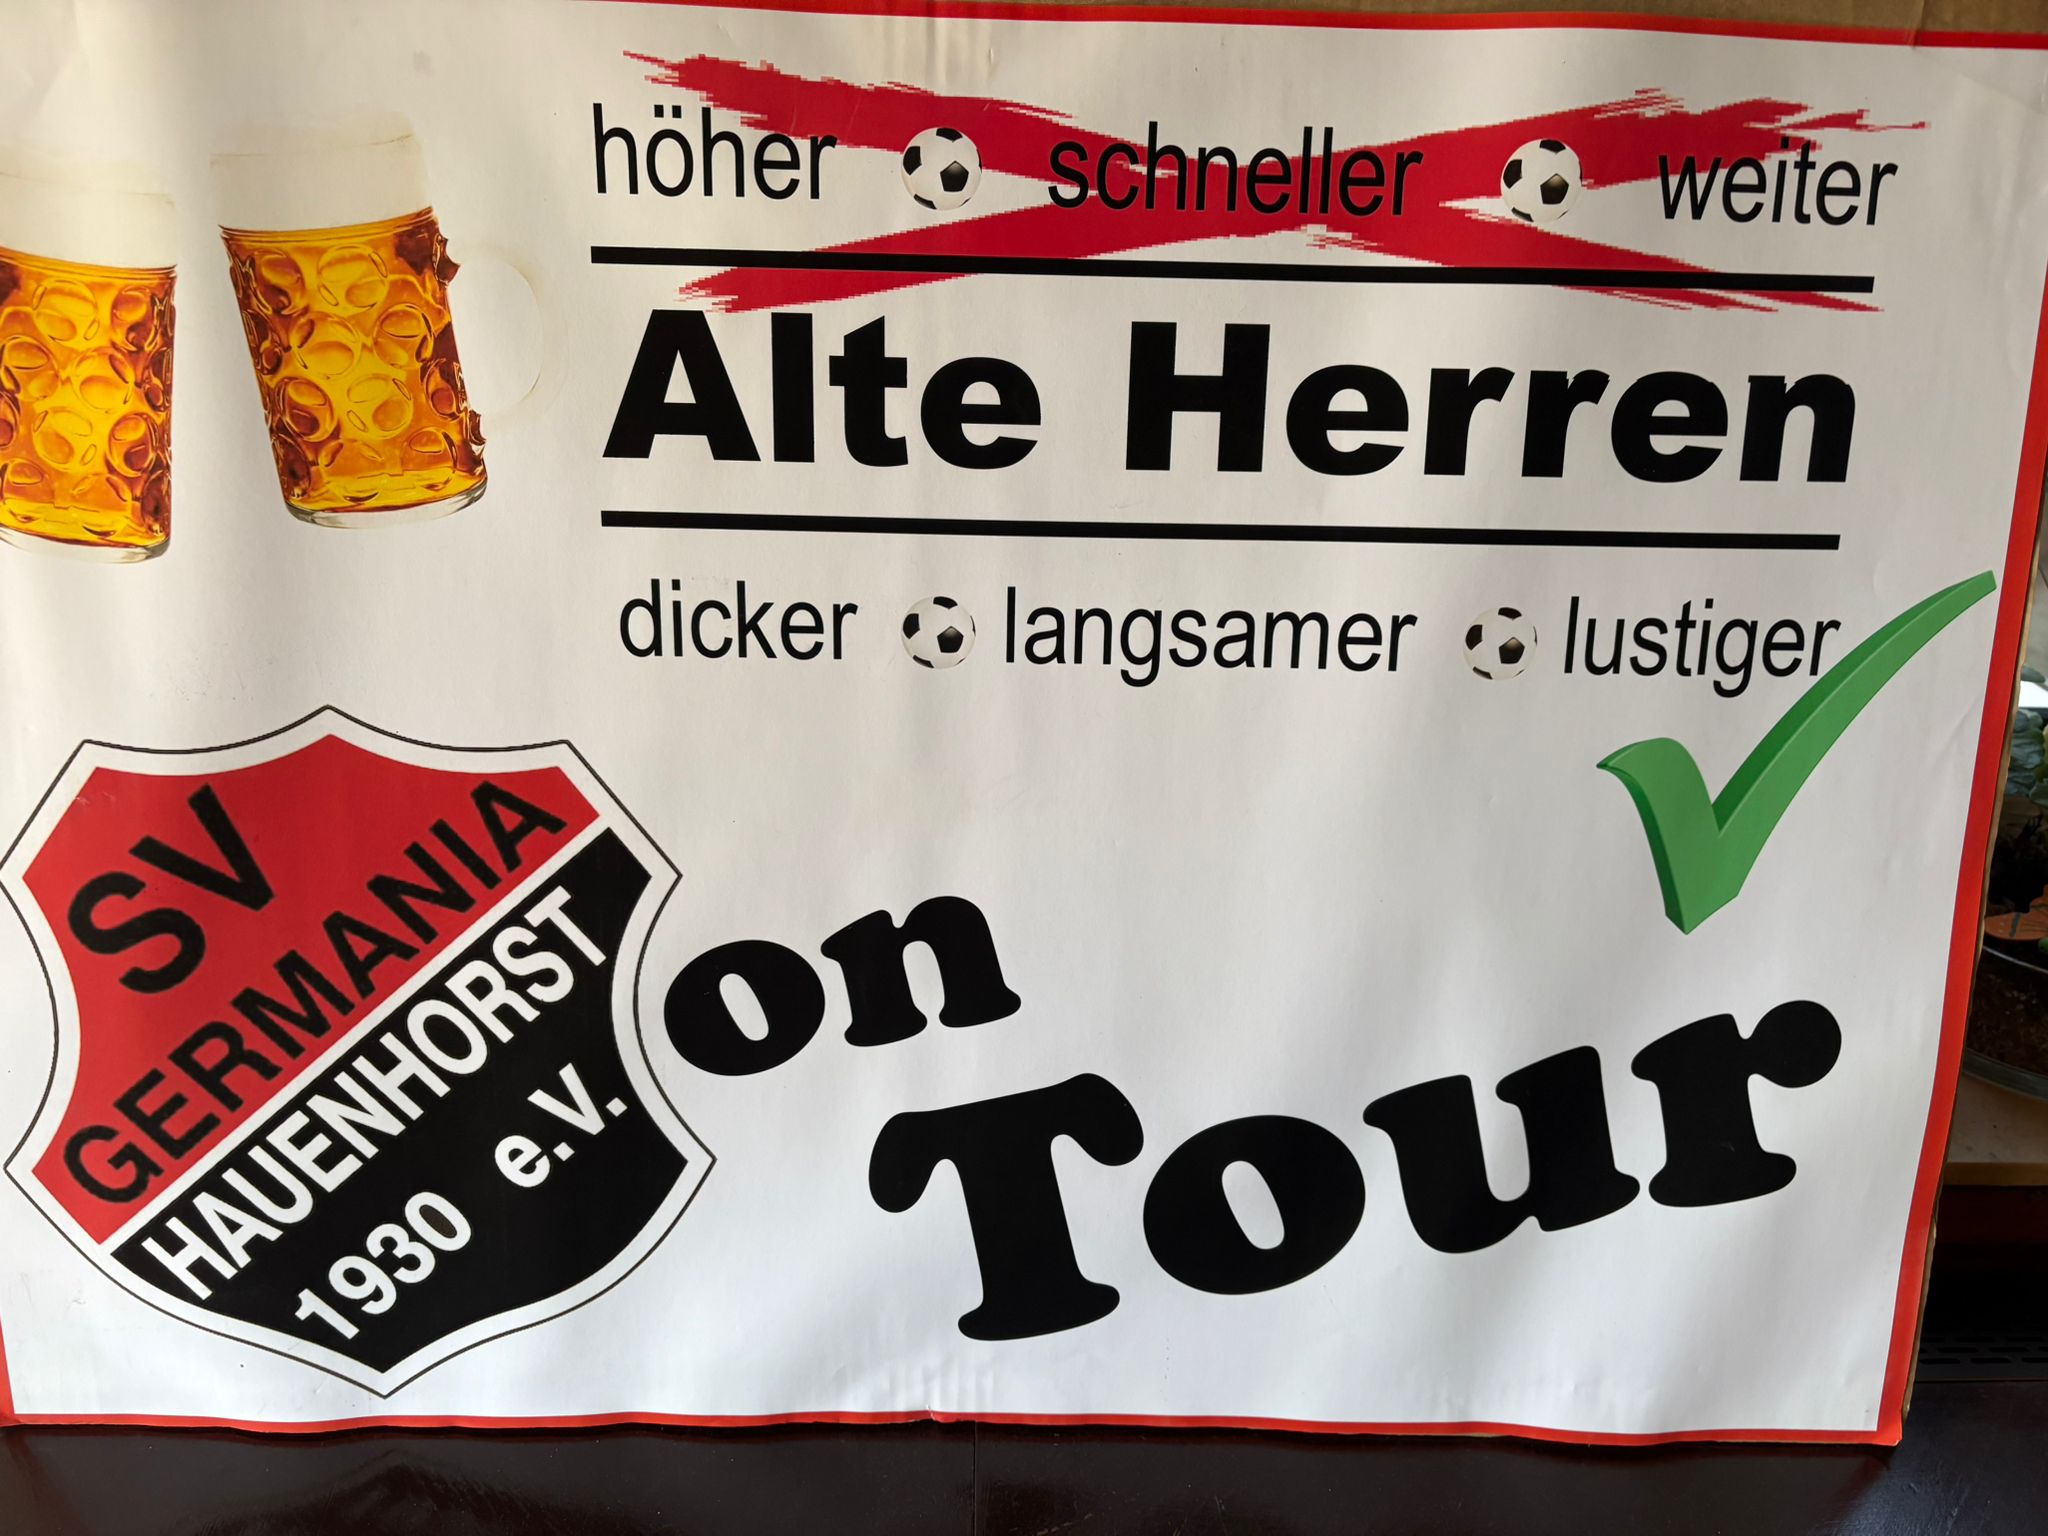 höher schneller weiter
Alte Herren
dicker langsamer lustiger
SV
GERMANIA
HAUENHORST
1930 e.V.
on
Tour